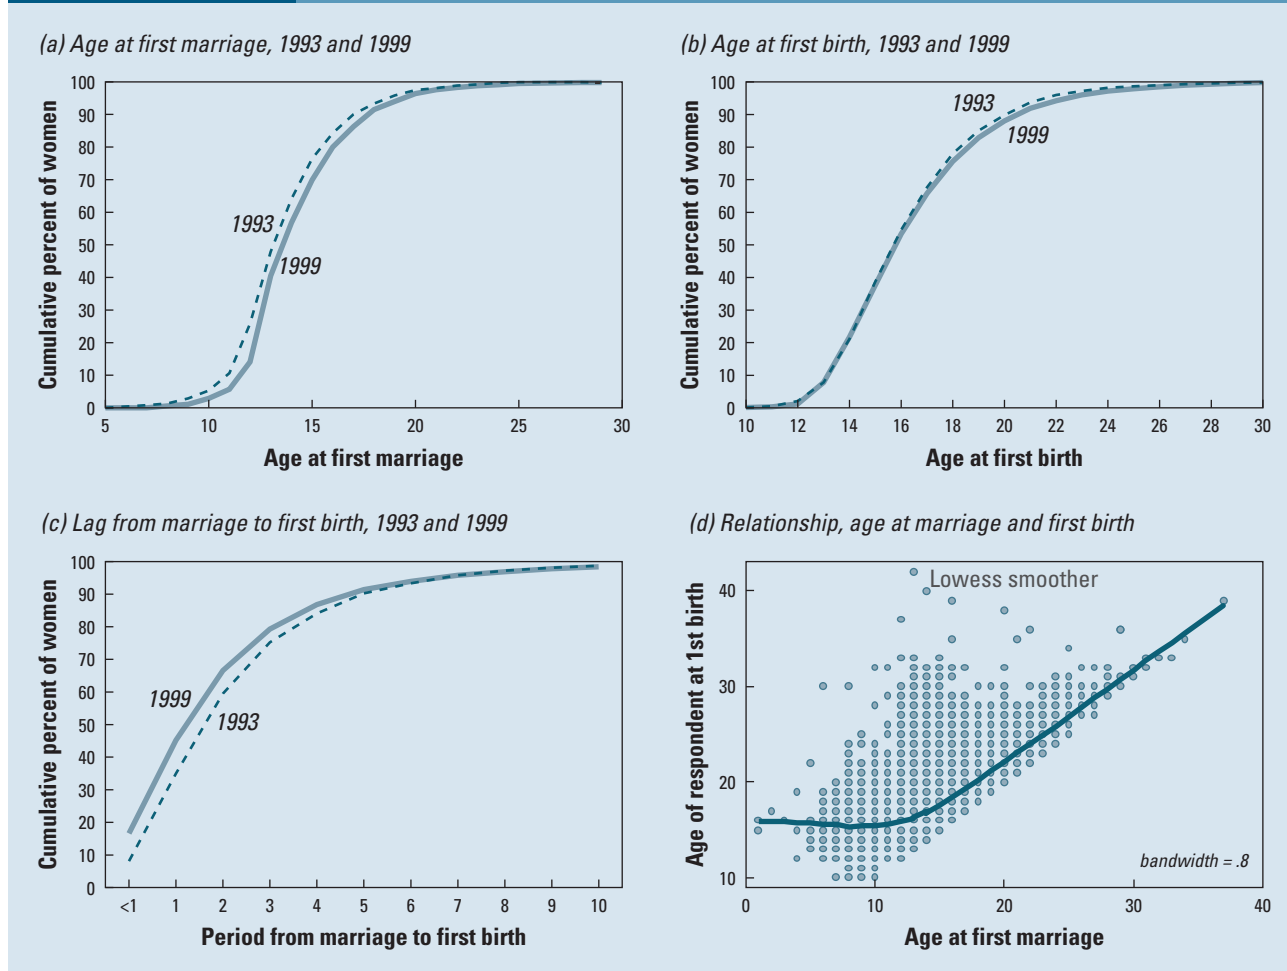 (a) Age at first marriage, 1993 and 1999
Cumulative percent of women
100
90
80
70
60
50
40
30
20
10
0
1993
1999
5 10 15 20 25 30
Age at first marriage
(b) Age at first birth, 1993 and 1999
Cumulative percent of women
100
90
80
70
60
50
40
30
20
10
0
1993
1999
10 12 14 16 18 20 22 24 26 28 30
Age at first birth
(c) Lag from marriage to first birth, 1993 and 1999
Cumulative percent of women
100
90
80
70
60
50
40
30
20
10
0
1999
1993
<1 1 2 3 4 5 6 7 8 9 10
Period from marriage to first birth
(d) Relationship, age at marriage and first birth
Age of respondent at 1st birth
40
30
20
10
Lowess smoother
bandwidth = .8
0 10 20 30 40
Age at first marriage